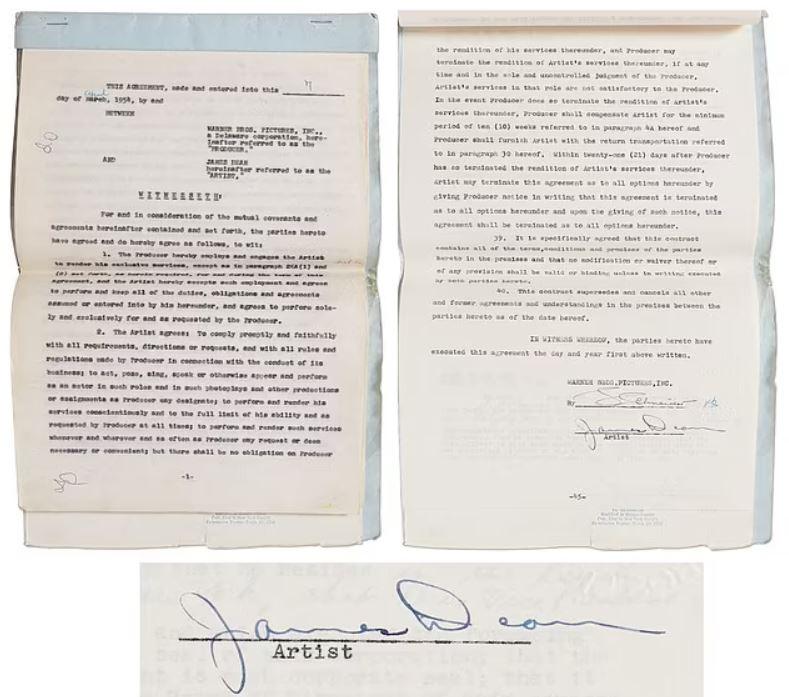 THIS AGREEMENT, made and entered into this 7
day of March, April 1954, by and
BETWEEN
WARNER BROS. PICTURES, INC.,
a Delaware corporation, here-
inafter referred to as the
"PRODUCER,"
AND
JAMES DEAN
hereinafter referred to as the
"ARTIST,"
WITNESSETH:
For and in consideration of the mutual covenants and
agreements hereinafter contained and set forth, the parties hereto
have agreed and do hereby agree as follows, to wit:
1. The Producer hereby employs and engages the Artist
to render his exclusive services, except as in paragraph
set forth, as herein required, for and during the term of this
agreement, and the Artist hereby accepts such employment and agrees
to perform and keep all of the duties, obligations and agreements
assumed or entered into by him hereunder, and agrees to perform sole-
ly and exclusively for and as requested by the Producer.
2. The Artist agrees: To comply promptly and faithfully
with all requirements, directions or requests, and with all rules and
regulations made by Producer in connection with the conduct of its
business; to act, pose, sing, speak or otherwise appear and perform
as an actor in such roles and in such photoplays and other productions
or assignments as Producer may designate; to perform and render his
services conscientiously and to the full limit of his ability and as
requested by Producer at all times; to perform and render such services
whenever and wherever and as often as Producer may request or deem
necessary or convenient; but there shall be no obligation on Producer
-1-
the rendition of his services thereunder, and Producer may
terminate the rendition of Artist's services thereunder, if at any
time and in the sole and uncontrolled judgment of the Producer,
Artist's services in that role are not satisfactory to the Producer.
In the event Producer does so terminate the rendition of Artist's
services thereunder, Producer shall compensate Artist for the minimum
period of ten (10) weeks referred to in paragraph 4A hereof and
Producer shall furnish Artist with the return transportation referred
to in paragraph 30 hereof. Within twenty-one (21) days after Producer
has so terminated the rendition of Artist's services thereunder,
Artist may terminate this agreement as to all options hereunder by
giving Producer notice in writing that this agreement is terminated
as to all options hereunder and upon the giving of such notice, this
agreement shall be terminated as to all options hereunder.
39. It is specifically agreed that this contract
contains all of the terms, conditions and promises of the parties
hereto in the premises and that no modification or waiver thereof or
of any provision shall be valid or binding unless in writing executed
by both parties hereto.
40. This contract supersedes and cancels all other
and former agreements and understandings in the premises between the
parties hereto as of the date hereof.
IN WITNESS WHEREOF, the parties hereto have
executed this agreement the day and year first above written.
WARNER BROS. PICTURES, INC.
By
James Dean
Artist
-45-
James Dean
Artist